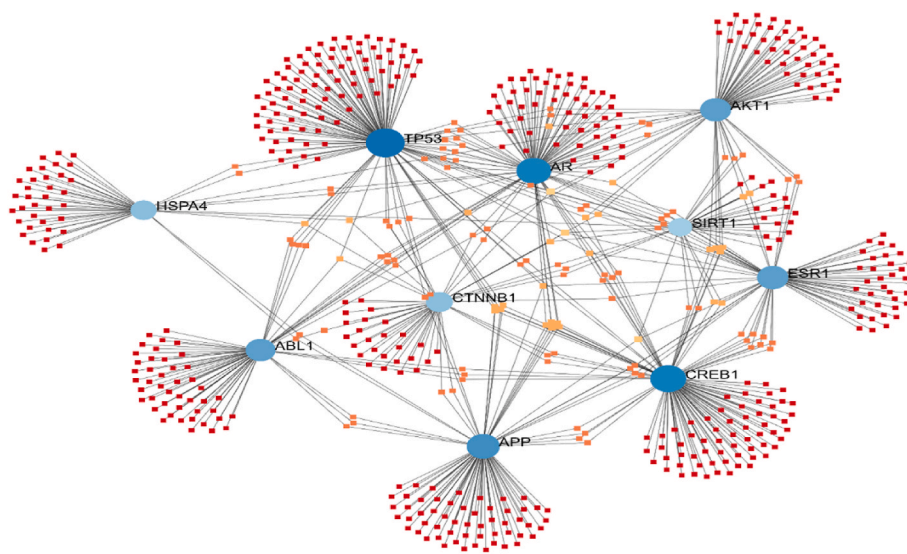 AKT1
TP53
AR
HSPA4
SIRT1
ESR1
CTNNB1
ABL1
CREB1
APP